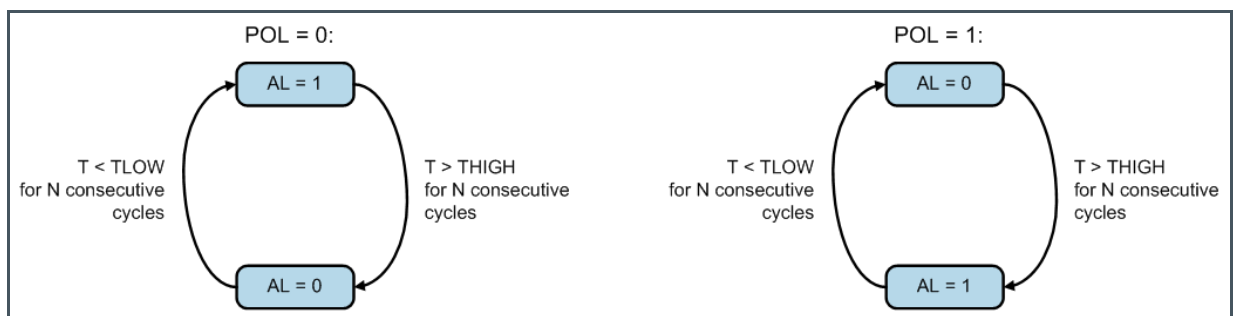 POL = 0:
AL = 1
T < TLOW
for N consecutive
cycles
T > THIGH
for N consecutive
cycles
AL = 0
POL = 1:
AL = 0
T < TLOW
for N consecutive
cycles
T > THIGH
for N consecutive
cycles
AL = 1